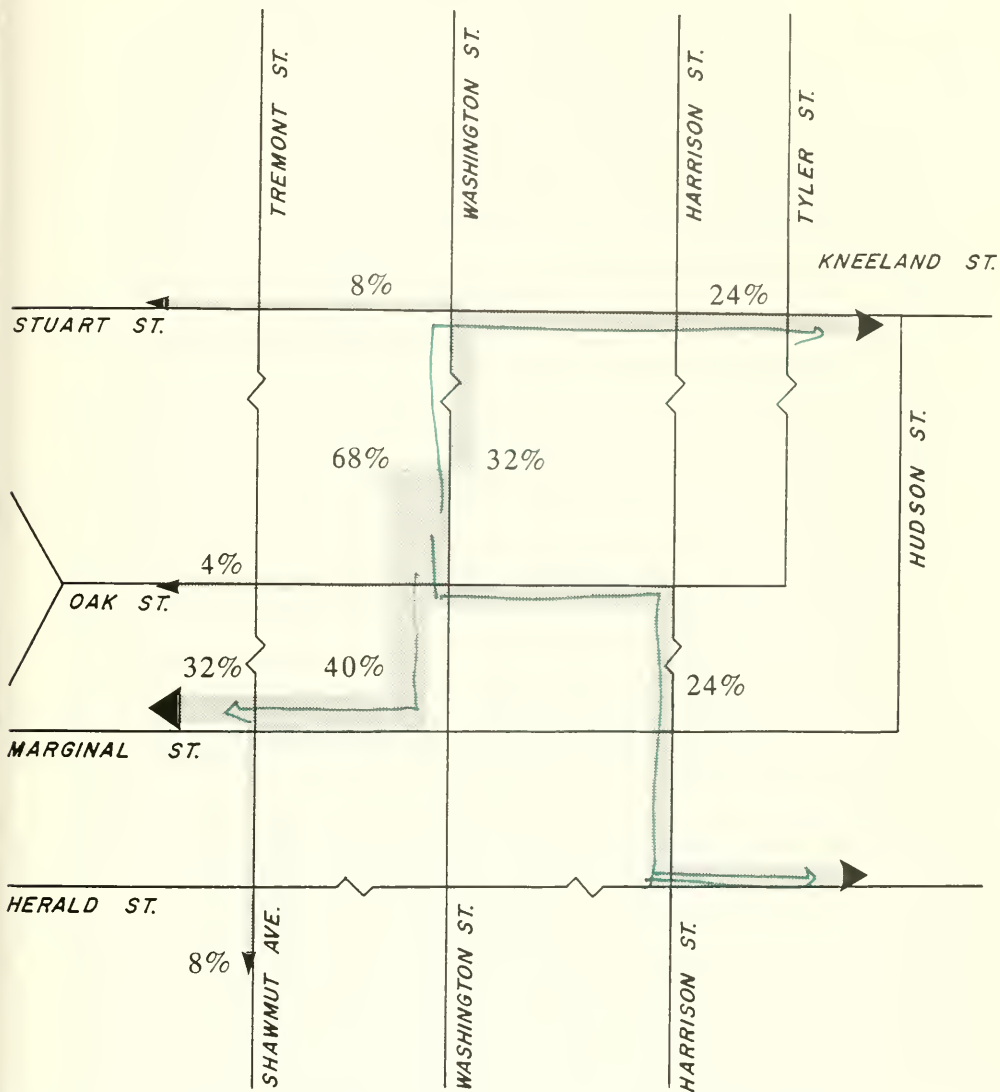 TREMONT ST.
WASHINGTON ST.
HARRISON ST.
TYLER ST.
KNEELAND ST.
8%
24%
STUART ST.
68%
32%
HUDSON ST.
4%
OAK ST.
32%
40%
24%
MARGINAL ST.
HERALD ST.
8%
SHAWMUT AVE.
WASHINGTON ST.
HARRISON ST.